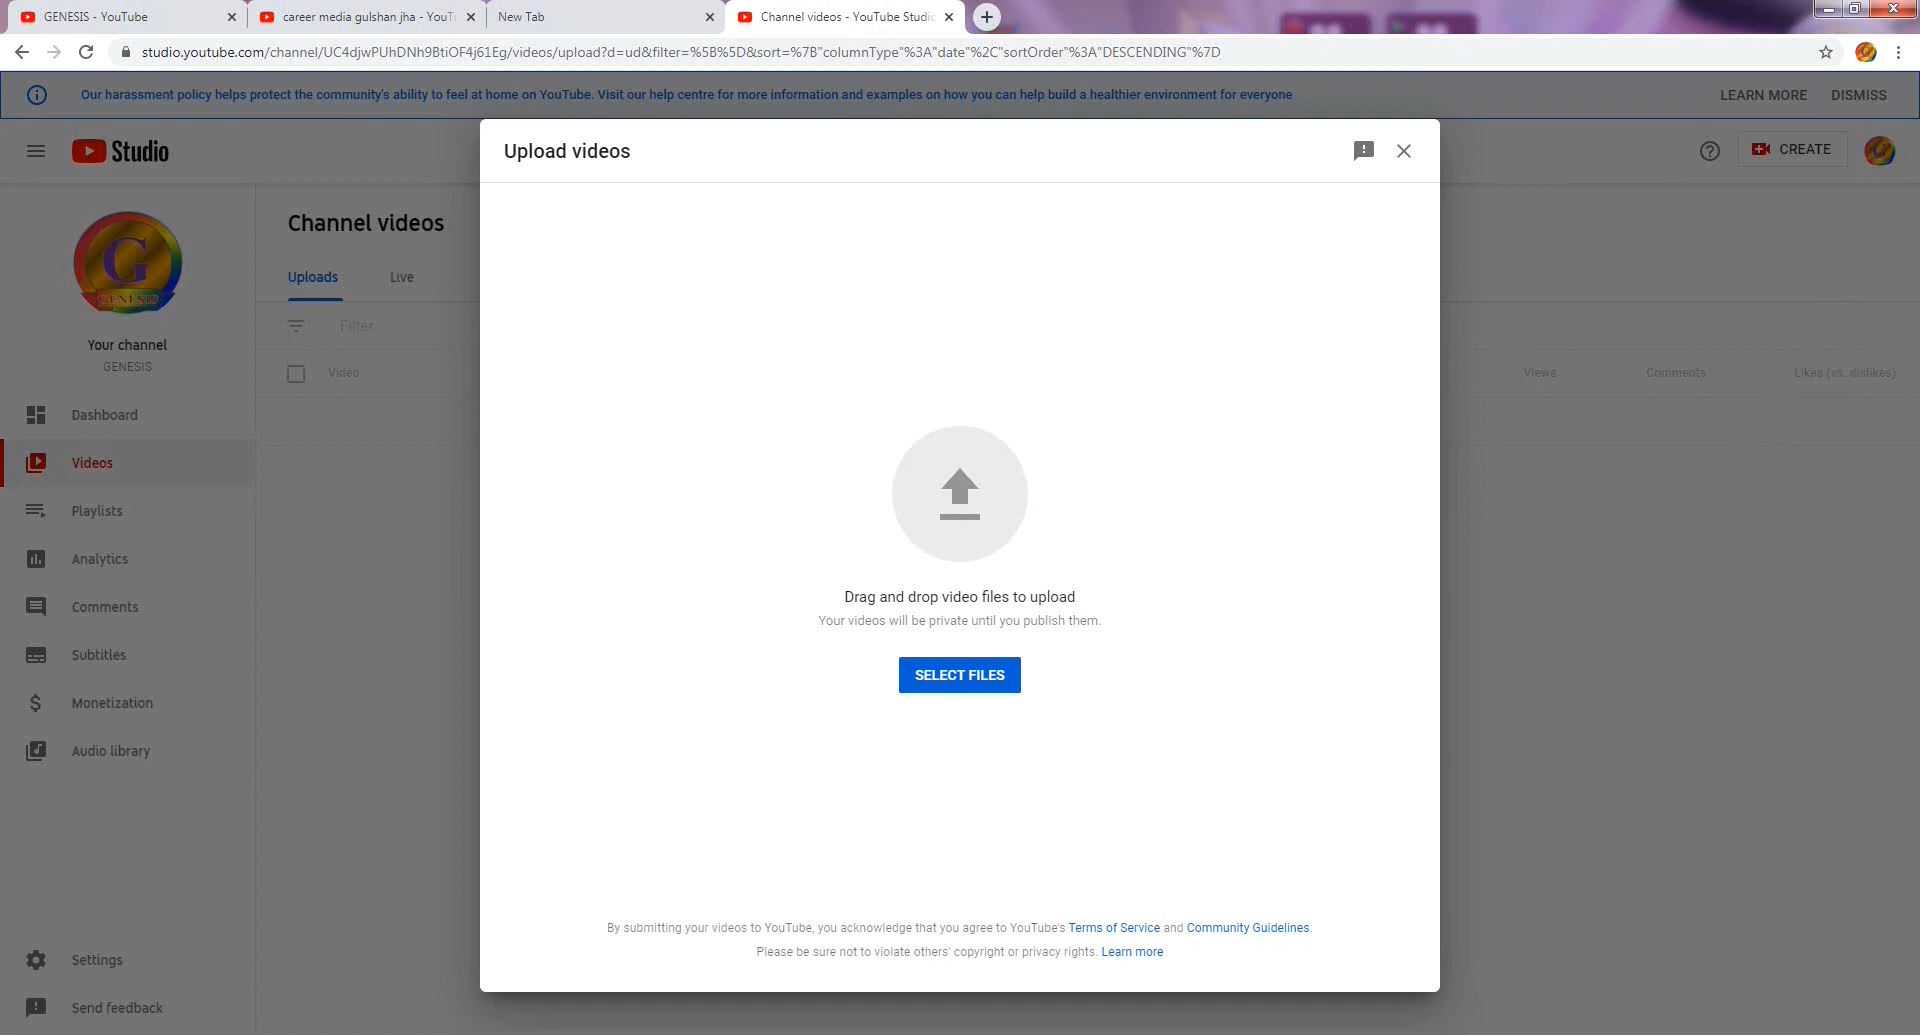 GENESIS - YouTube
career media gulshan jha - YouTu
New Tab
Channel videos - YouTube Studio
studio.youtube.com/channel/UC4djwPUhDNh9BtiOF4j61Eg/videos/upload?d=ud&filter=%5B%5D&sort=%7B"columnType"%3A"date"%2C"sortOrder"%3A"DESCENDING"%7D
Our harassment policy helps protect the community's ability to feel at home on YouTube. Visit our help centre for more information and examples on how you can help build a healthier environment for everyone
LEARN MORE
DISMISS
Studio
CREATE
G
GENESIS
Your channel
GENESIS
Dashboard
Videos
Playlists
Analytics
Comments
Subtitles
Monetization
Audio library
Settings
Send feedback
Channel videos
Uploads
Live
Filter
Video
Views
Comments
Likes (vs. dislikes)
Upload videos
Drag and drop video files to upload
Your videos will be private until you publish them.
SELECT FILES
By submitting your videos to YouTube, you acknowledge that you agree to YouTube's Terms of Service and Community Guidelines.
Please be sure not to violate others' copyright or privacy rights. Learn more